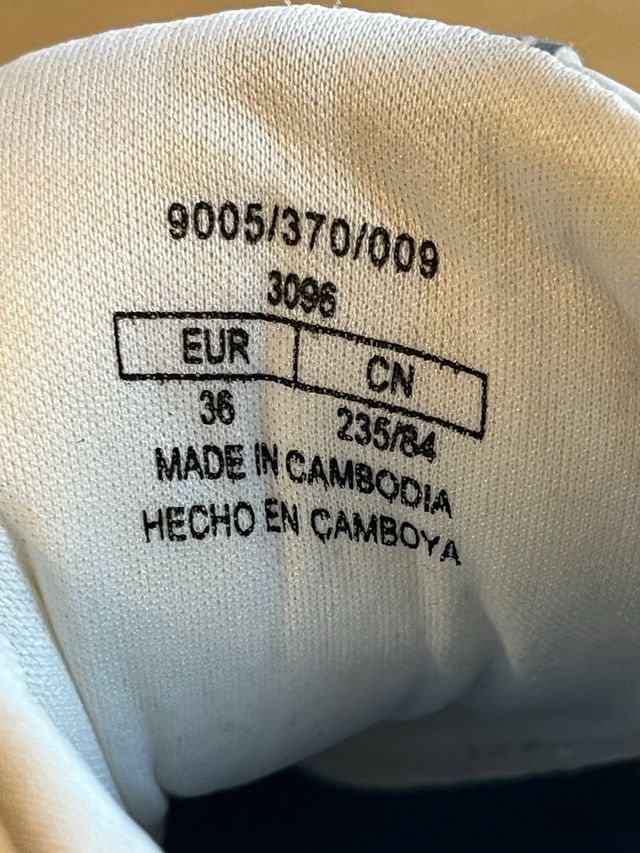 9005/370/009
3096
EUR CN
36 235/84
MADE IN CAMBODIA
HECHO EN CAMBOYA